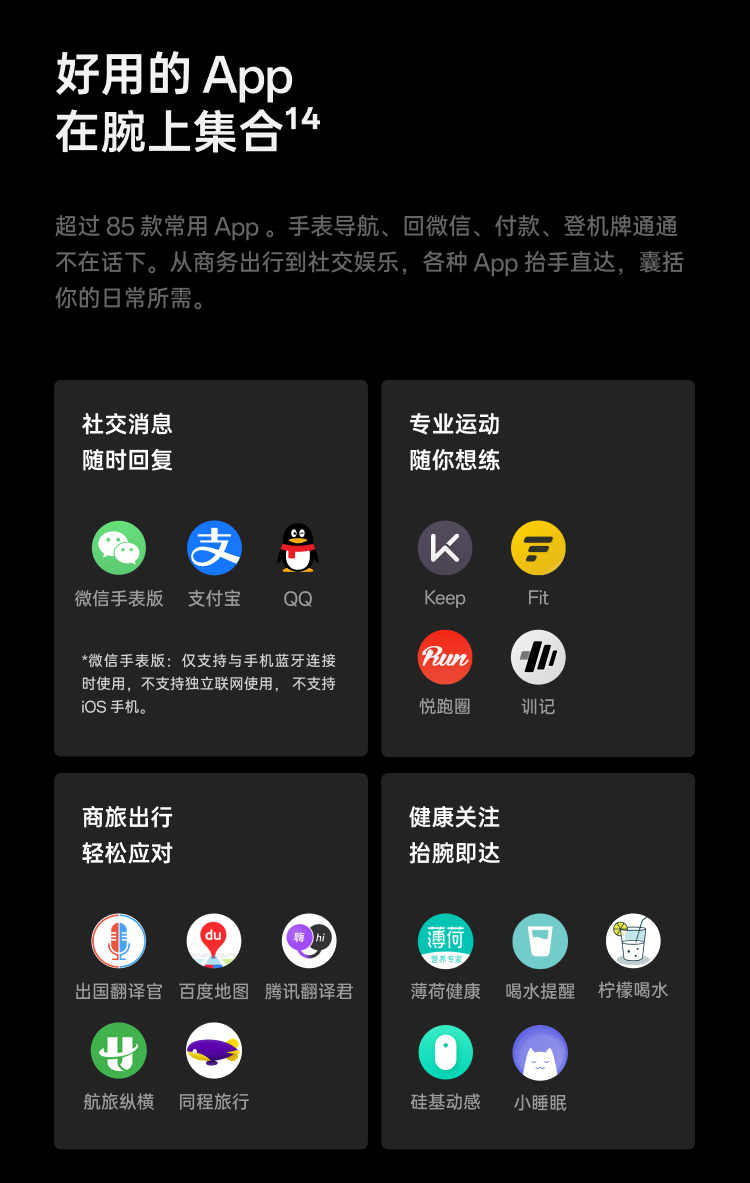 好用的 App
在腕上集合14
超过 85 款常用 App 。手表导航、回微信、付款、登机牌通通
不在话下。从商务出行到社交娱乐，各种 App 抬手直达，囊括
你的日常所需。
社交消息
随时回复
支
微信手表版 支付宝 QQ
*微信手表版：仅支持与手机蓝牙连接
时使用，不支持独立联网使用， 不支持
iOS 手机。
专业运动
随你想练
Keep Fit
Run
悦跑圈 训记
商旅出行
轻松应对
du 嗨 hi
出国翻译官 百度地图 腾讯翻译君
航旅纵横 同程旅行
健康关注
抬腕即达
薄荷
营养专家
薄荷健康 喝水提醒 柠檬喝水
硅基动感 小睡眠